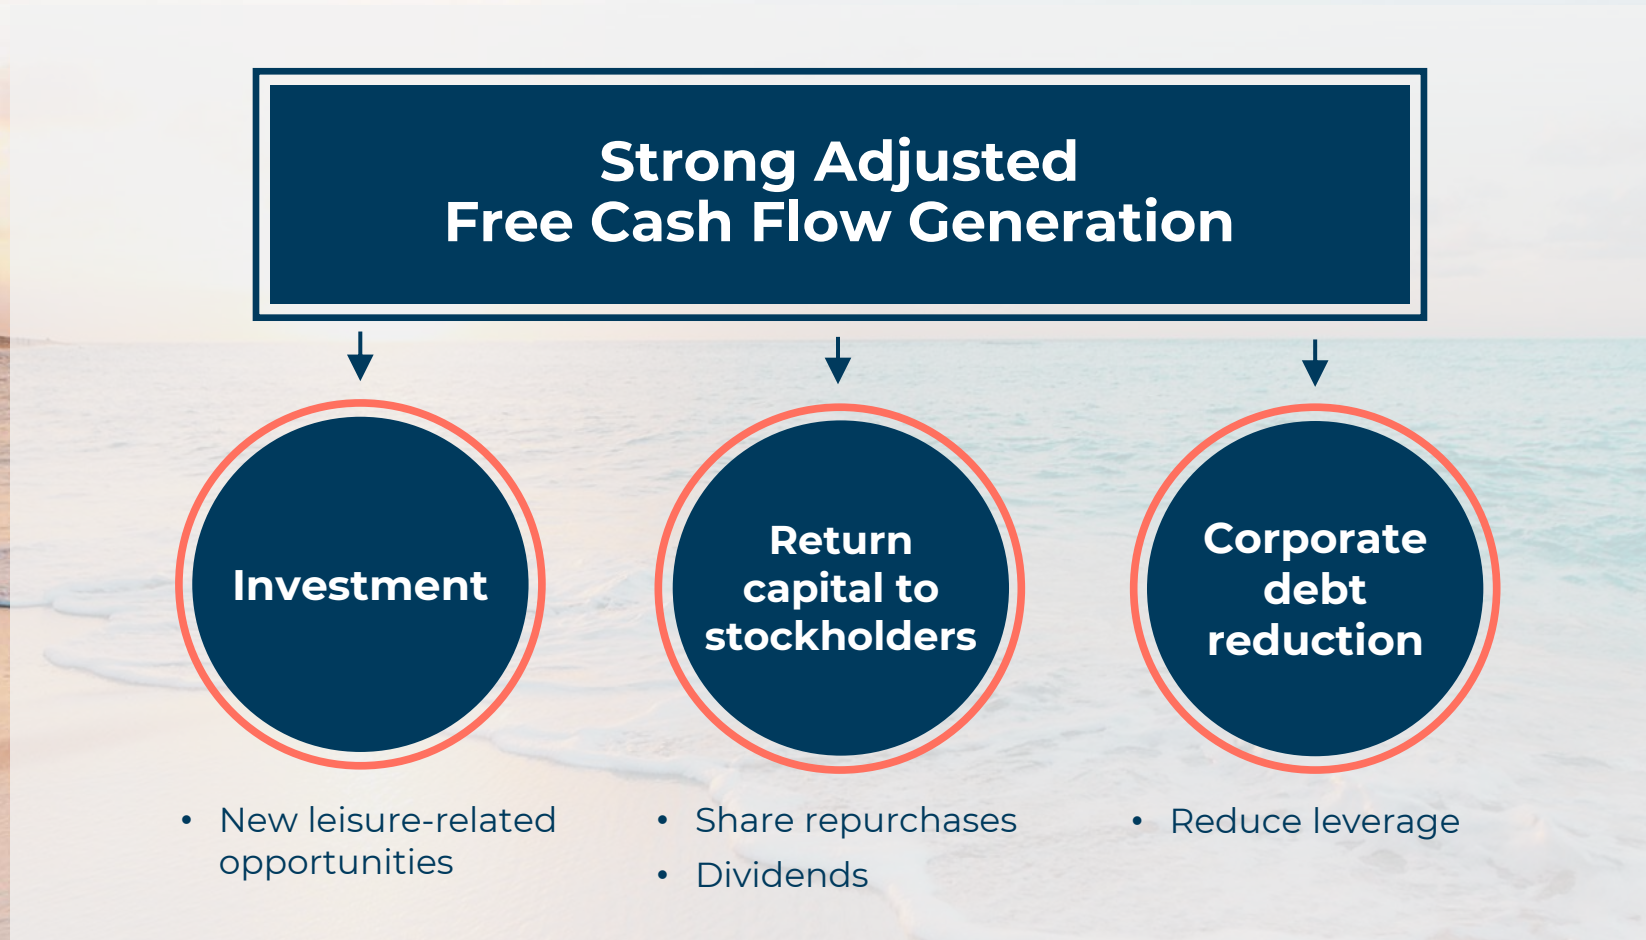 Strong Adjusted
Free Cash Flow Generation
Investment
Return
capital to
stockholders
Corporate
debt
reduction
• New leisure-related
opportunities
• Share repurchases
• Dividends
• Reduce leverage